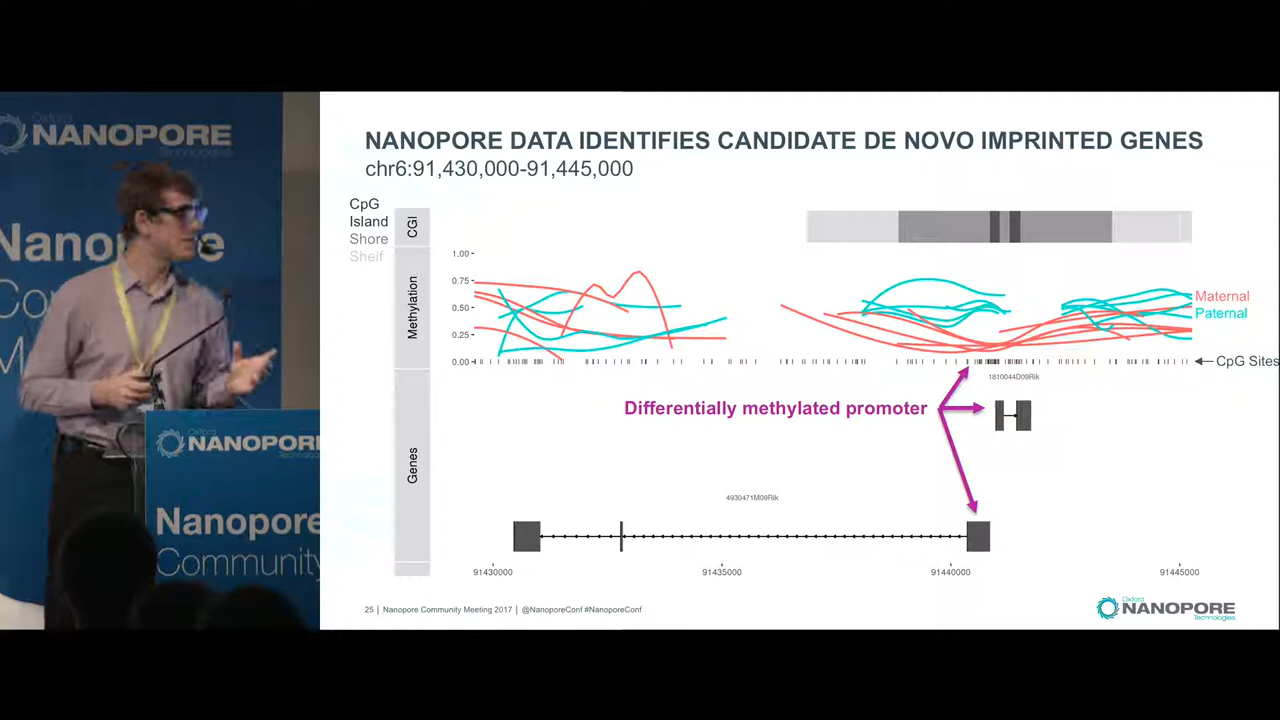 Oxford
NANOPORE
Technologies
NANOPORE
Nanopore
Community
NANOPORE DATA IDENTIFIES CANDIDATE DE NOVO IMPRINTED GENES
chr6:91,430,000-91,445,000
CpG
Island
Shore
Shelf
CGI
Methylation
Genes
1.00
0.75
0.50
0.25
0.00
Maternal
Paternal
CpG Sites
1810044D09Rik
Differentially methylated promoter
4930471M09Rik
91430000
91435000
91440000
91445000
25 | Nanopore Community Meeting 2017 | @NanoporeConf #NanoporeConf
Oxford
NANOPORE
Technologies